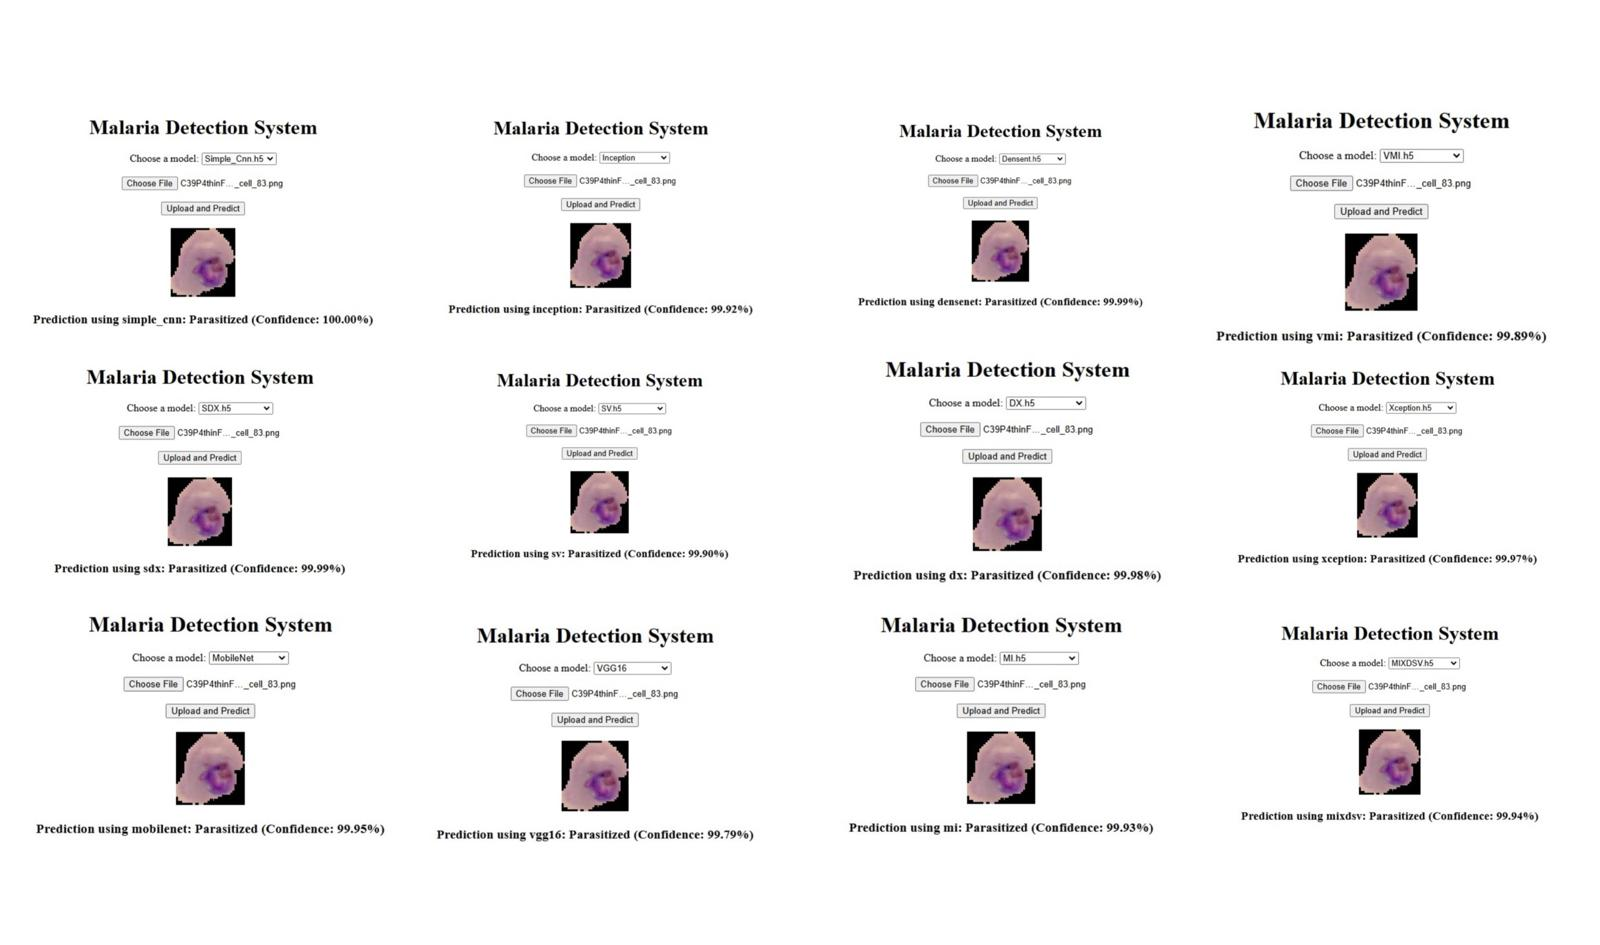 Malaria Detection System
Choose a model: Simple_Cnn.h5
Choose File C39P4thinF..._cell_83.png
Upload and Predict
Prediction using simple_cnn: Parasitized (Confidence: 100.00%)
Malaria Detection System
Choose a model: Inception
Choose File C39P4thinF..._cell_83.png
Upload and Predict
Prediction using inception: Parasitized (Confidence: 99.92%)
Malaria Detection System
Choose a model: Densent.h5
Choose File C39P4thinF..._cell_83.png
Upload and Predict
Prediction using densenet: Parasitized (Confidence: 99.99%)
Malaria Detection System
Choose a model: VMI.h5
Choose File C39P4thinF..._cell_83.png
Upload and Predict
Prediction using vmi: Parasitized (Confidence: 99.89%)
Malaria Detection System
Choose a model: SDX.h5
Choose File C39P4thinF..._cell_83.png
Upload and Predict
Prediction using sdx: Parasitized (Confidence: 99.99%)
Malaria Detection System
Choose a model: SV.h5
Choose File C39P4thinF..._cell_83.png
Upload and Predict
Prediction using sv: Parasitized (Confidence: 99.90%)
Malaria Detection System
Choose a model: DX.h5
Choose File C39P4thinF..._cell_83.png
Upload and Predict
Prediction using dx: Parasitized (Confidence: 99.98%)
Malaria Detection System
Choose a model: Xception.h5
Choose File C39P4thinF..._cell_83.png
Upload and Predict
Prediction using xception: Parasitized (Confidence: 99.97%)
Malaria Detection System
Choose a model: MobileNet
Choose File C39P4thinF..._cell_83.png
Upload and Predict
Prediction using mobilenet: Parasitized (Confidence: 99.95%)
Malaria Detection System
Choose a model: VGG16
Choose File C39P4thinF..._cell_83.png
Upload and Predict
Prediction using vgg16: Parasitized (Confidence: 99.79%)
Malaria Detection System
Choose a model: MI.h5
Choose File C39P4thinF..._cell_83.png
Upload and Predict
Prediction using mi: Parasitized (Confidence: 99.93%)
Malaria Detection System
Choose a model: MIXDSV.h5
Choose File C39P4thinF..._cell_83.png
Upload and Predict
Prediction using mixdsv: Parasitized (Confidence: 99.94%)